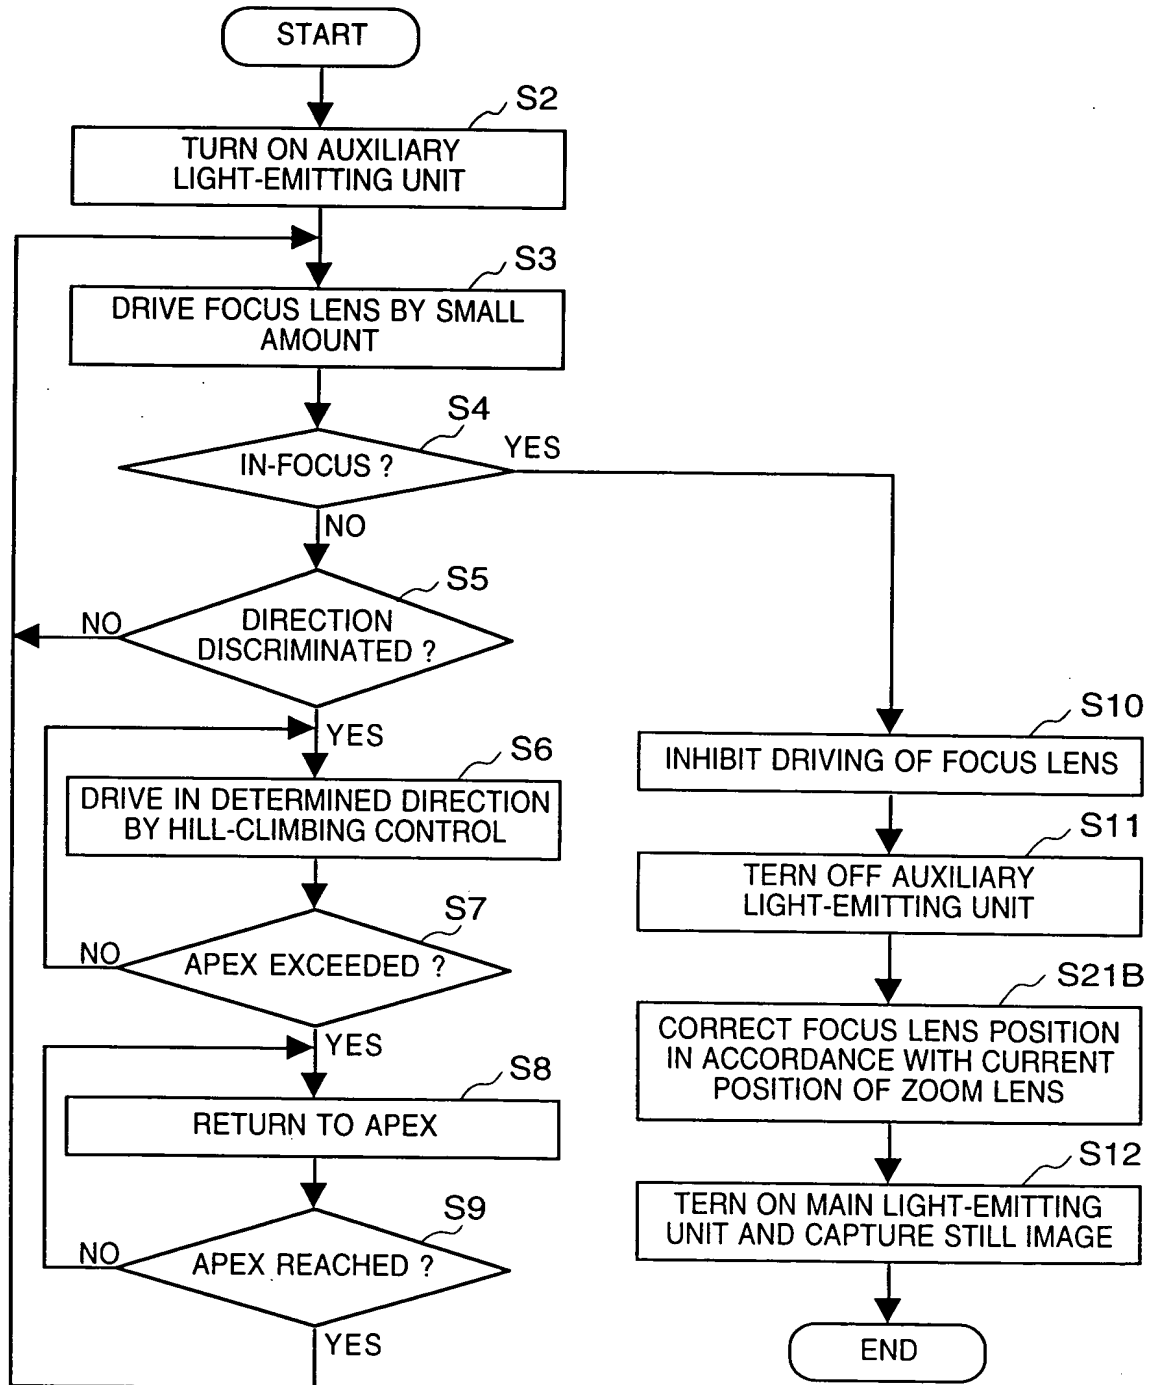 START
S2
TURN ON AUXILIARY
LIGHT-EMITTING UNIT
S3
DRIVE FOCUS LENS BY SMALL
AMOUNT
S4
IN-FOCUS ?
YES
NO
S5
DIRECTION
DISCRIMINATED ?
NO
YES
S6
DRIVE IN DETERMINED DIRECTION
BY HILL-CLIMBING CONTROL
S7
APEX EXCEEDED ?
NO
YES
S8
RETURN TO APEX
S9
APEX REACHED ?
NO
YES
S10
INHIBIT DRIVING OF FOCUS LENS
S11
TERN OFF AUXILIARY
LIGHT-EMITTING UNIT
S21B
CORRECT FOCUS LENS POSITION
IN ACCORDANCE WITH CURRENT
POSITION OF ZOOM LENS
S12
TERN ON MAIN LIGHT-EMITTING
UNIT AND CAPTURE STILL IMAGE
END